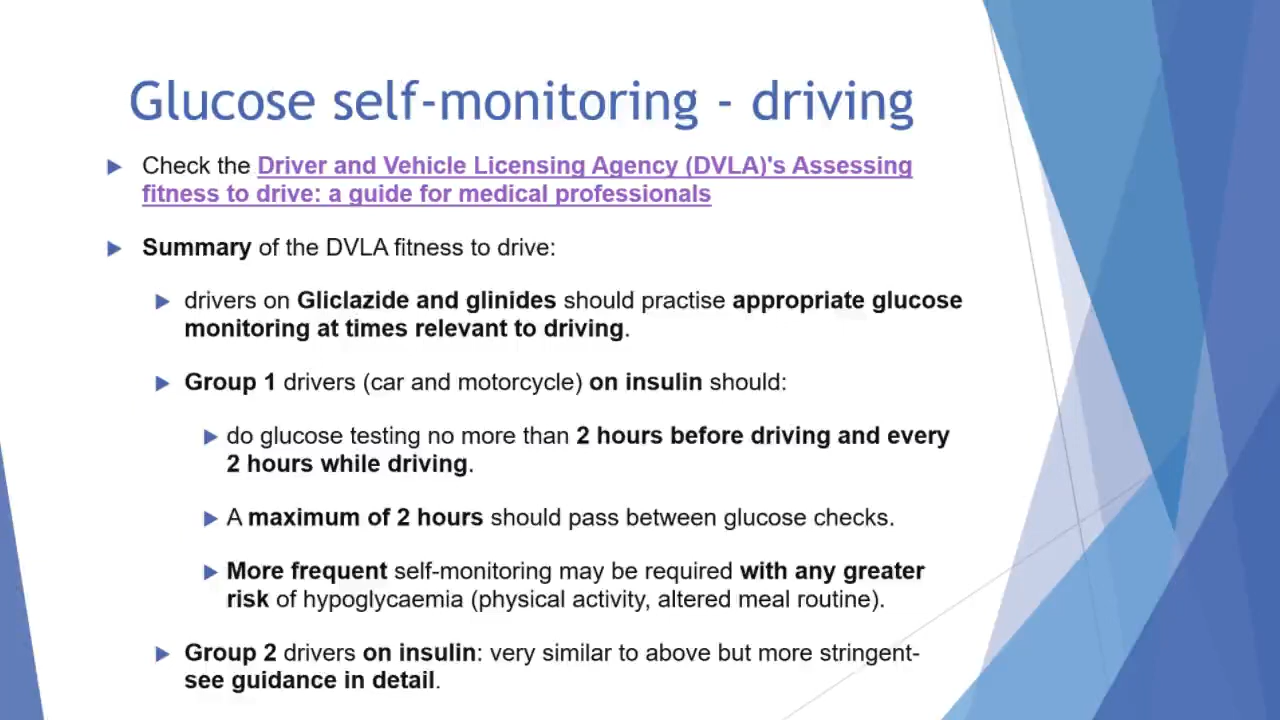 Glucose self-monitoring - driving
Check the Driver and Vehicle Licensing Agency (DVLA)'s Assessing
fitness to drive: a guide for medical professionals
Summary of the DVLA fitness to drive:
drivers on Gliclazide and glinides should practise appropriate glucose
monitoring at times relevant to driving.
Group 1 drivers (car and motorcycle) on insulin should:
do glucose testing no more than 2 hours before driving and every
2 hours while driving.
A maximum of 2 hours should pass between glucose checks.
More frequent self-monitoring may be required with any greater
risk of hypoglycaemia (physical activity, altered meal routine).
Group 2 drivers on insulin: very similar to above but more stringent-
see guidance in detail.